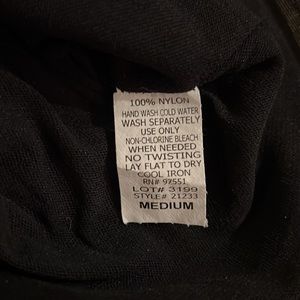 100% NYLON
HAND WASH COLD WATER
WASH SEPARATELY
USE ONLY
NON-CHLORINE BLEACH
WHEN NEEDED
NO TWISTING
LAY FLAT TO DRY
COOL IRON
RN# 97551
LOT# 3199
STYLE# 21233
MEDIUM